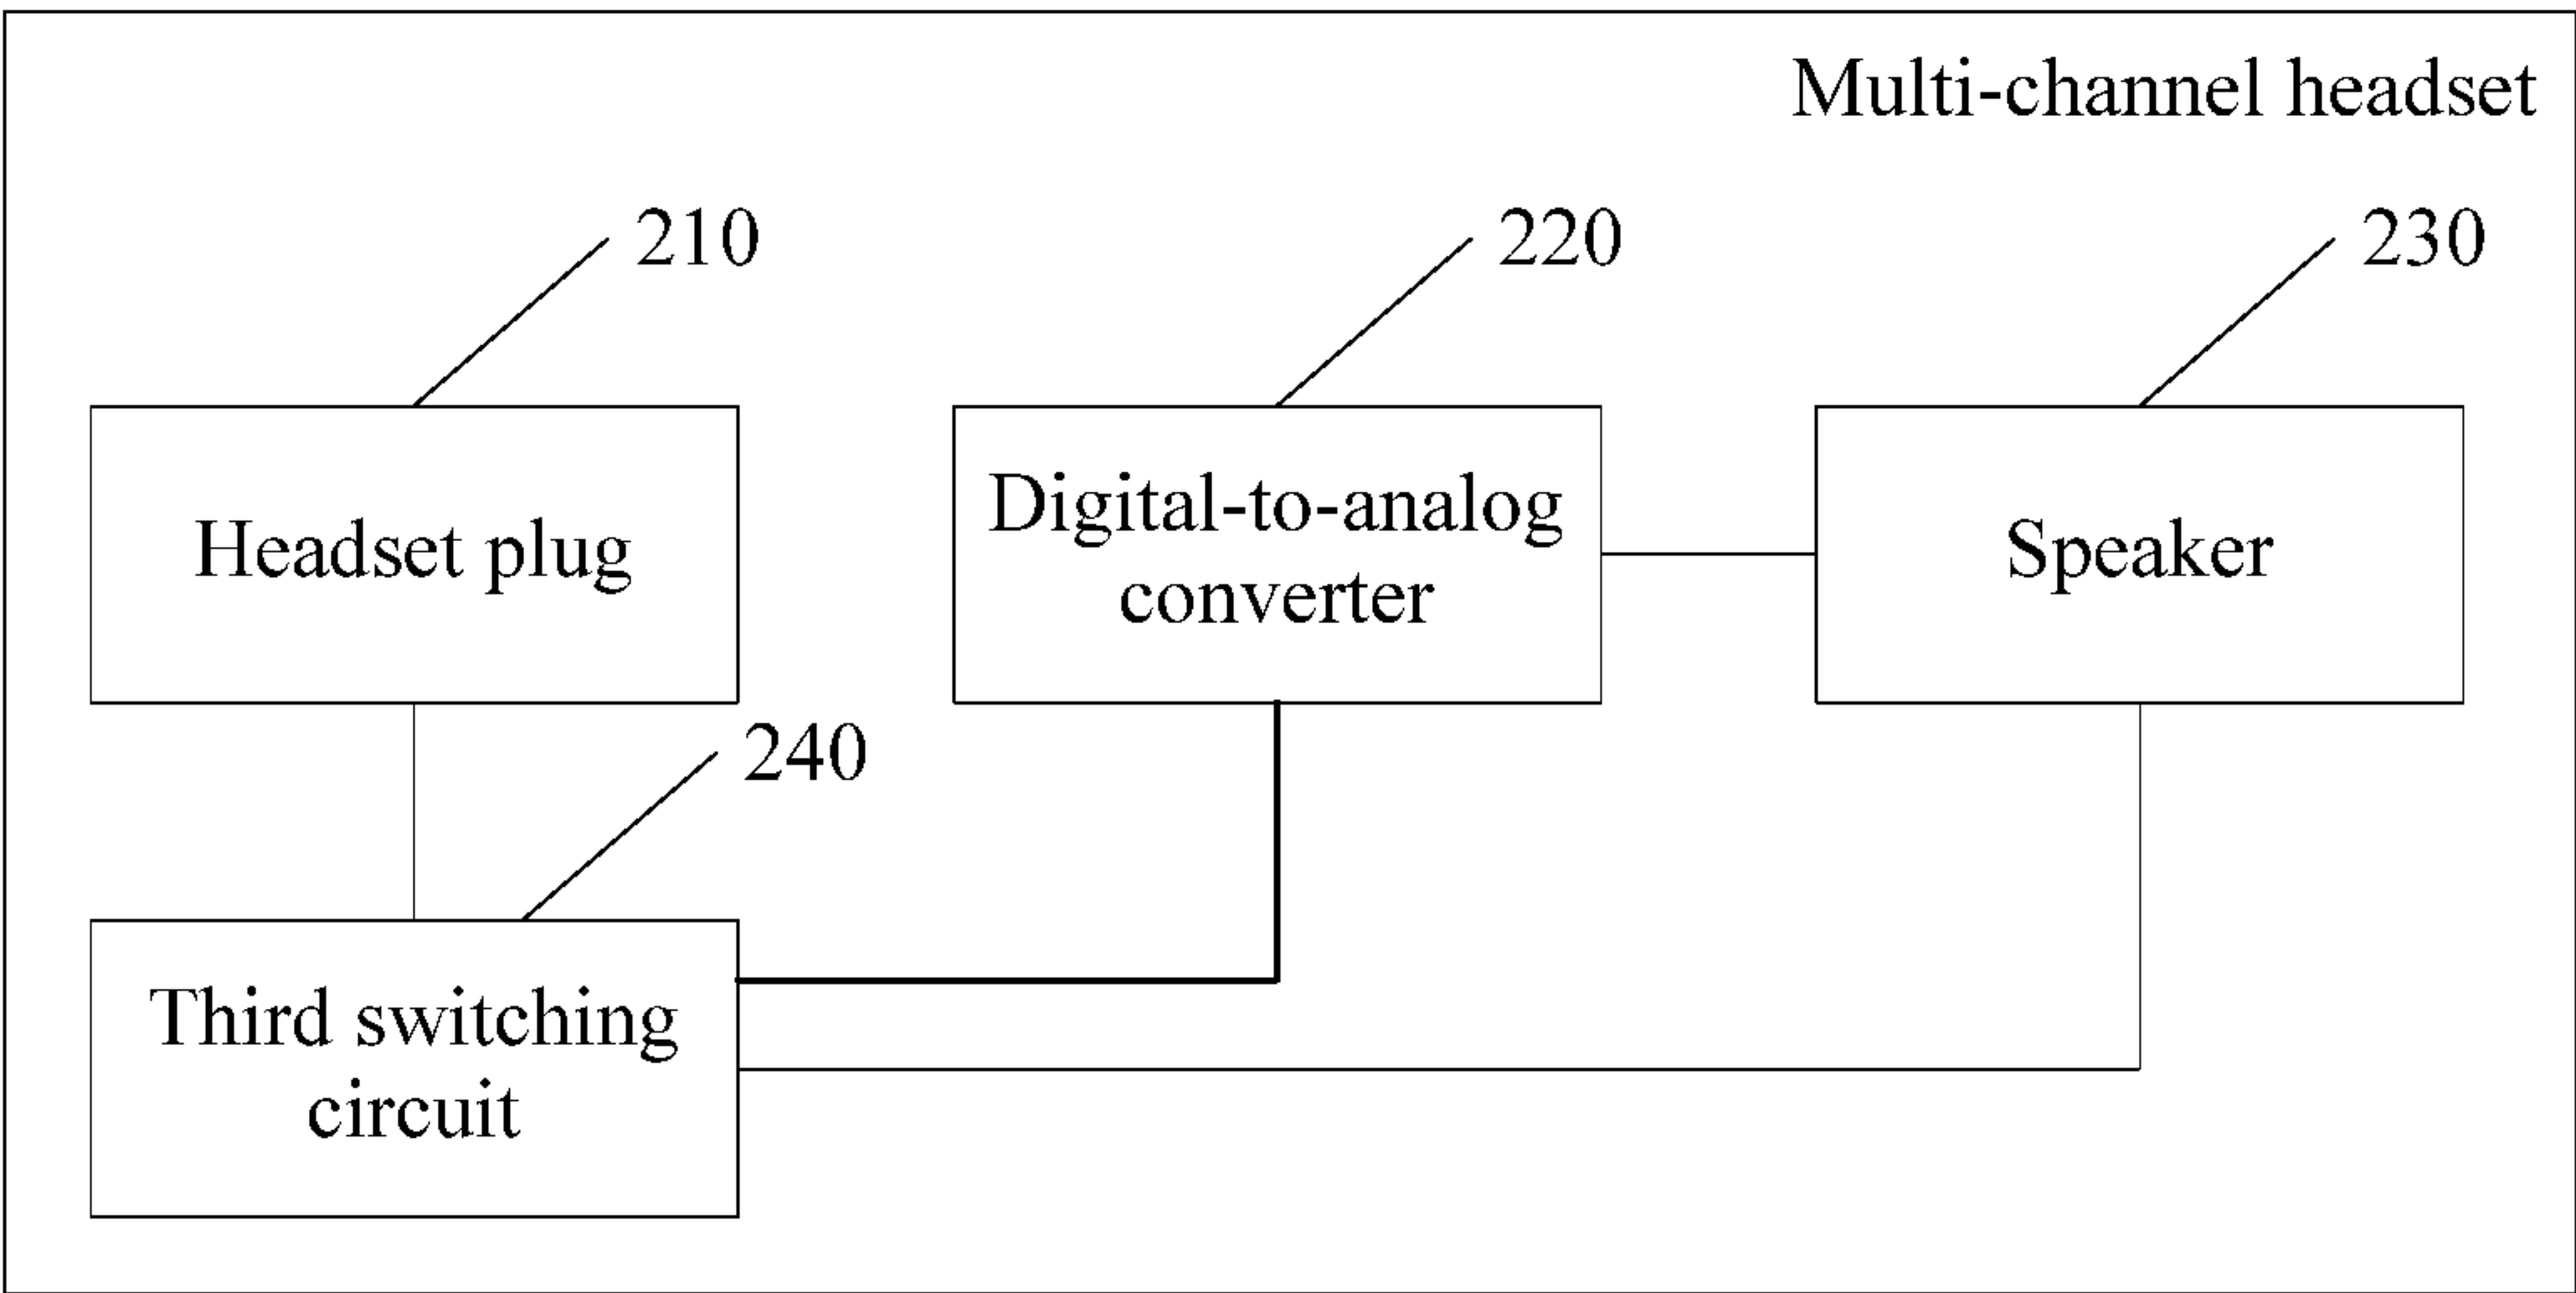 Multi-channel headset
210
220
230
Headset plug
Digital-to-analog
converter
Speaker
240
Third switching
circuit